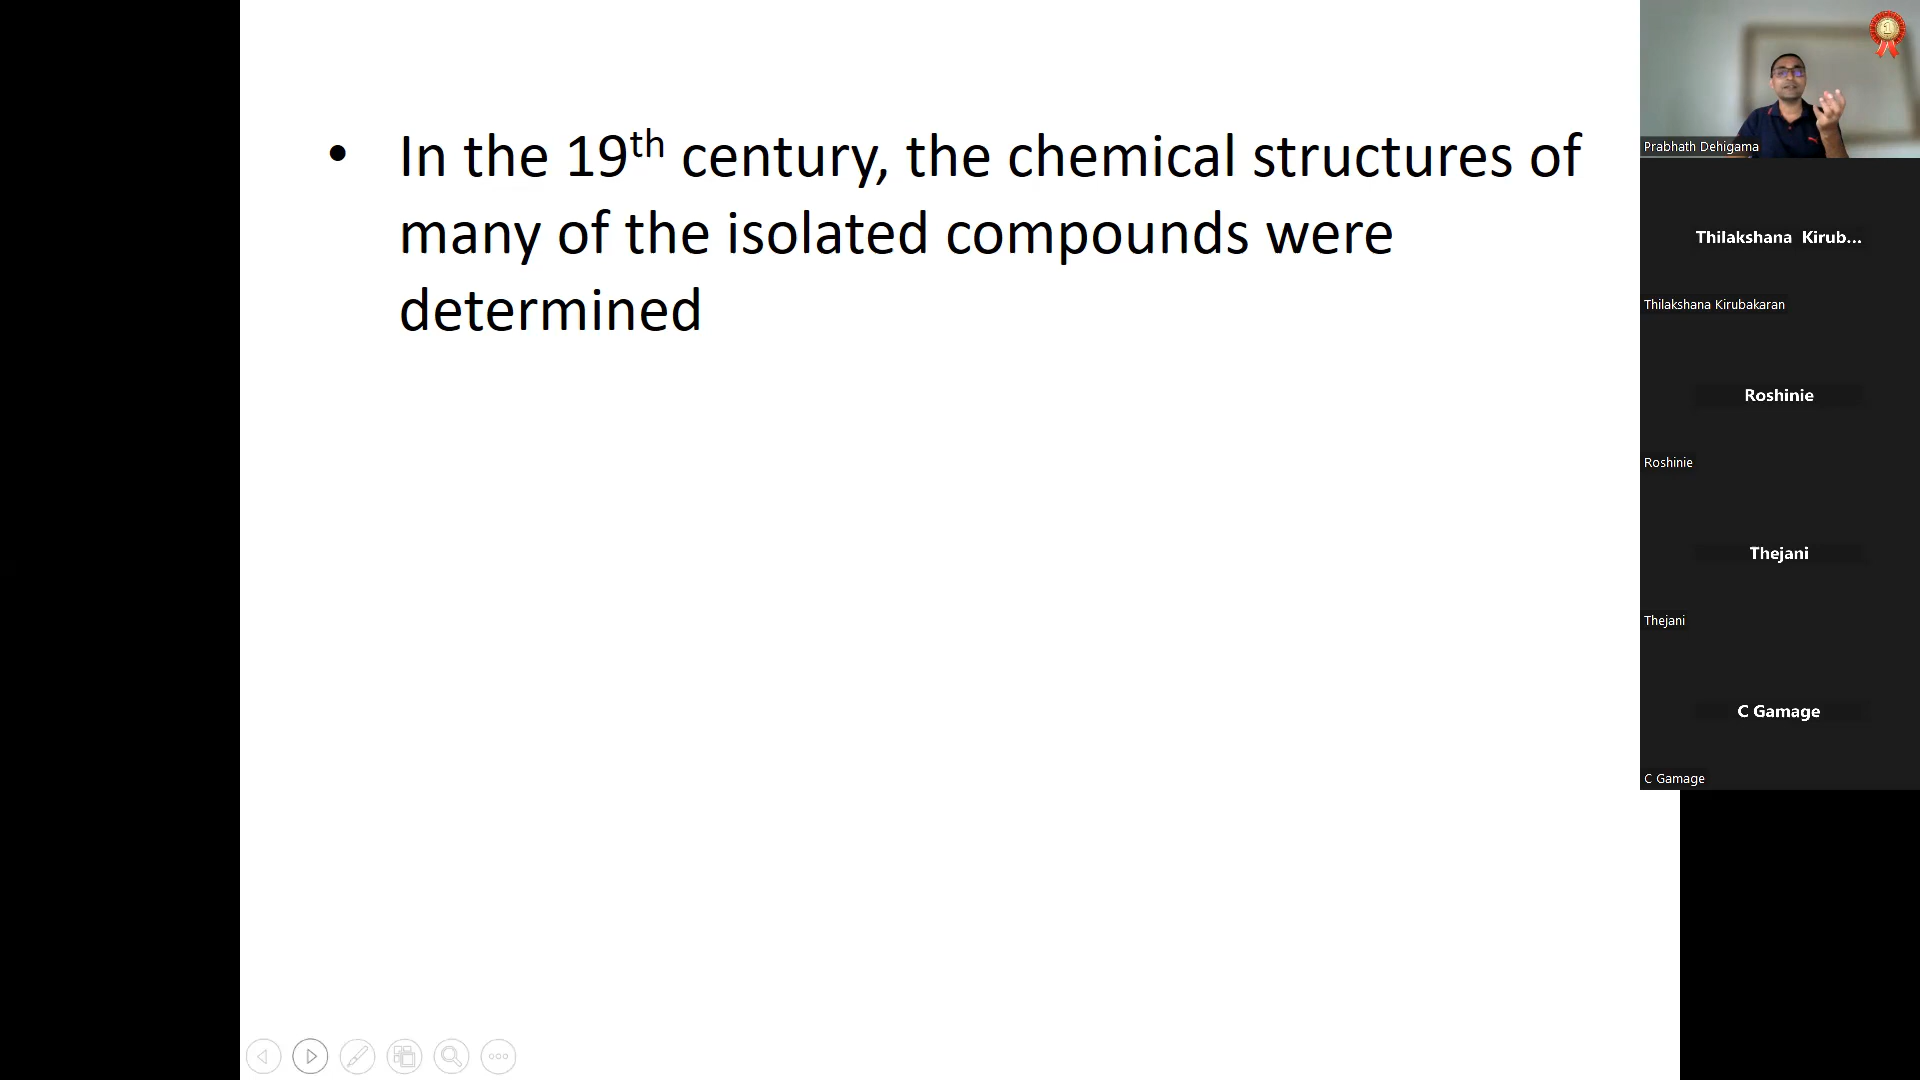 • In the 19th century, the chemical structures of
many of the isolated compounds were
determined
1
Prabhath Dehigama
Thilakshana Kirub...
Thilakshana Kirubakaran
Roshinie
Roshinie
Thejani
Thejani
C Gamage
C Gamage